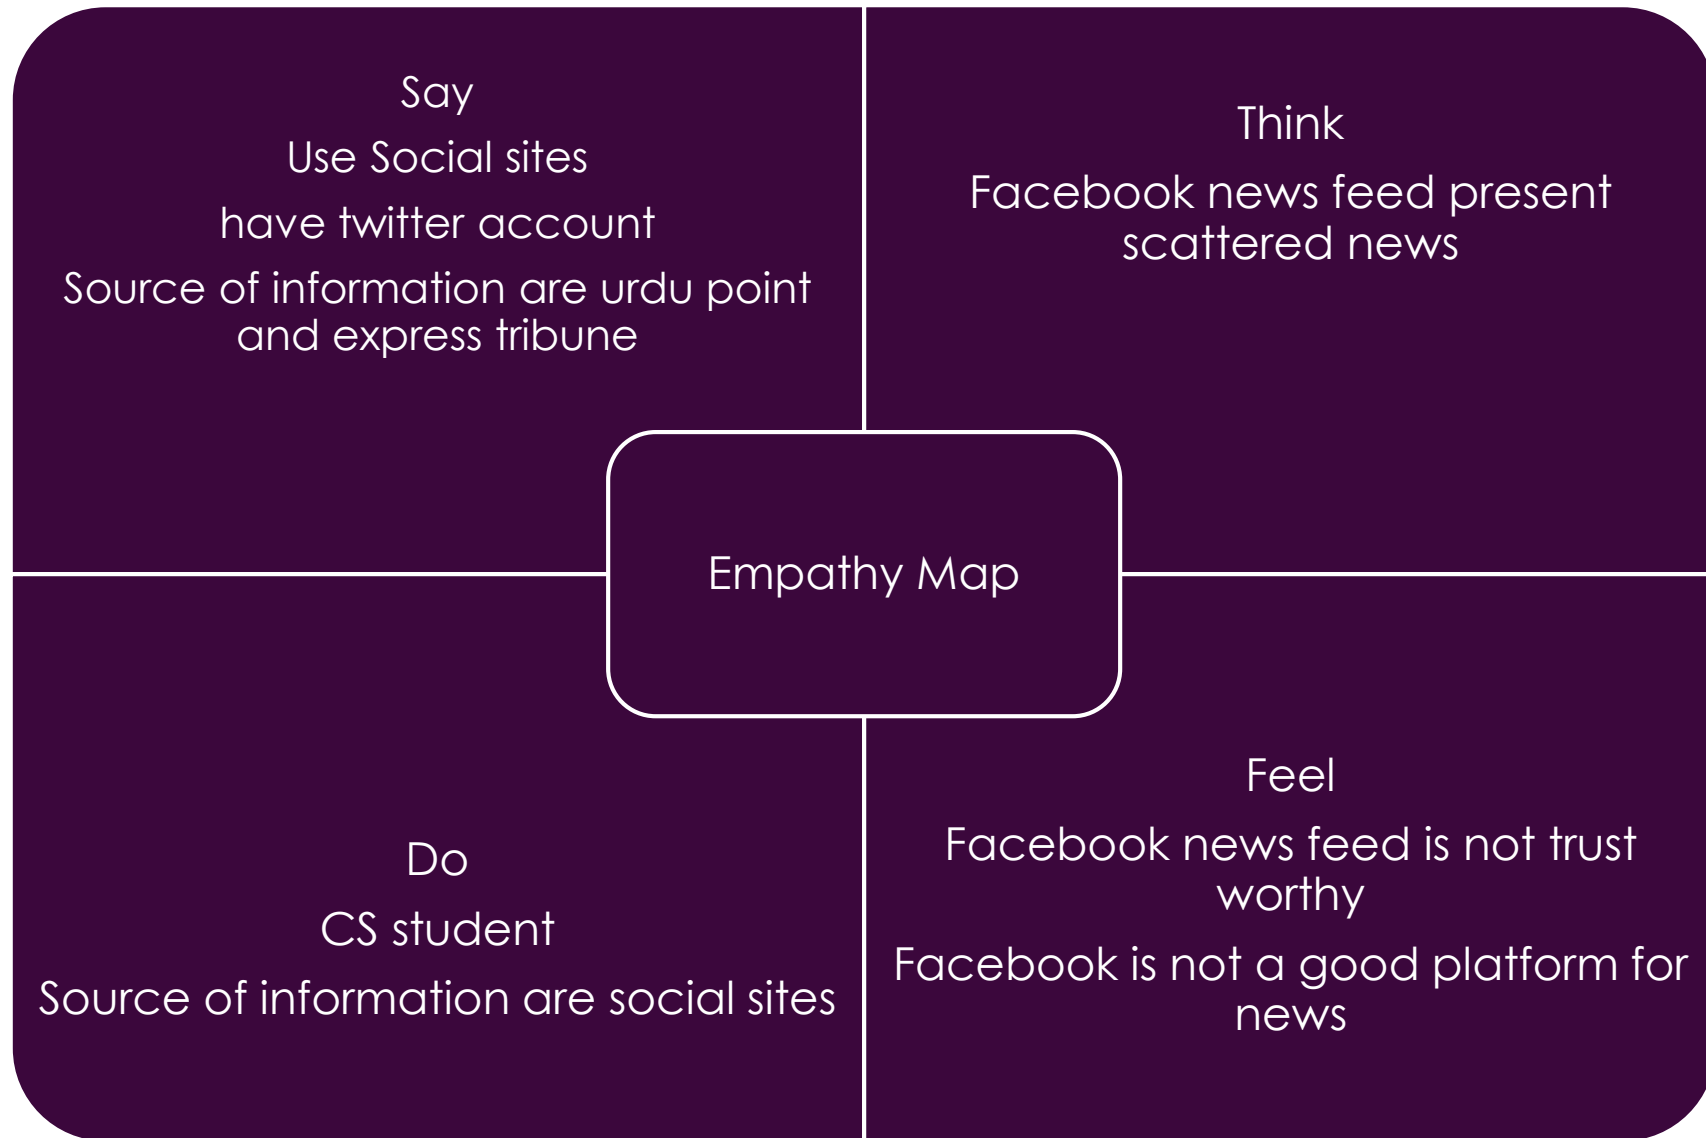 Say
Use Social sites
have twitter account
Source of information are urdu point
and express tribune
Think
Facebook news feed present
scattered news
Empathy Map
Do
CS student
Source of information are social sites
Feel
Facebook news feed is not trust
worthy
Facebook is not a good platform for
news